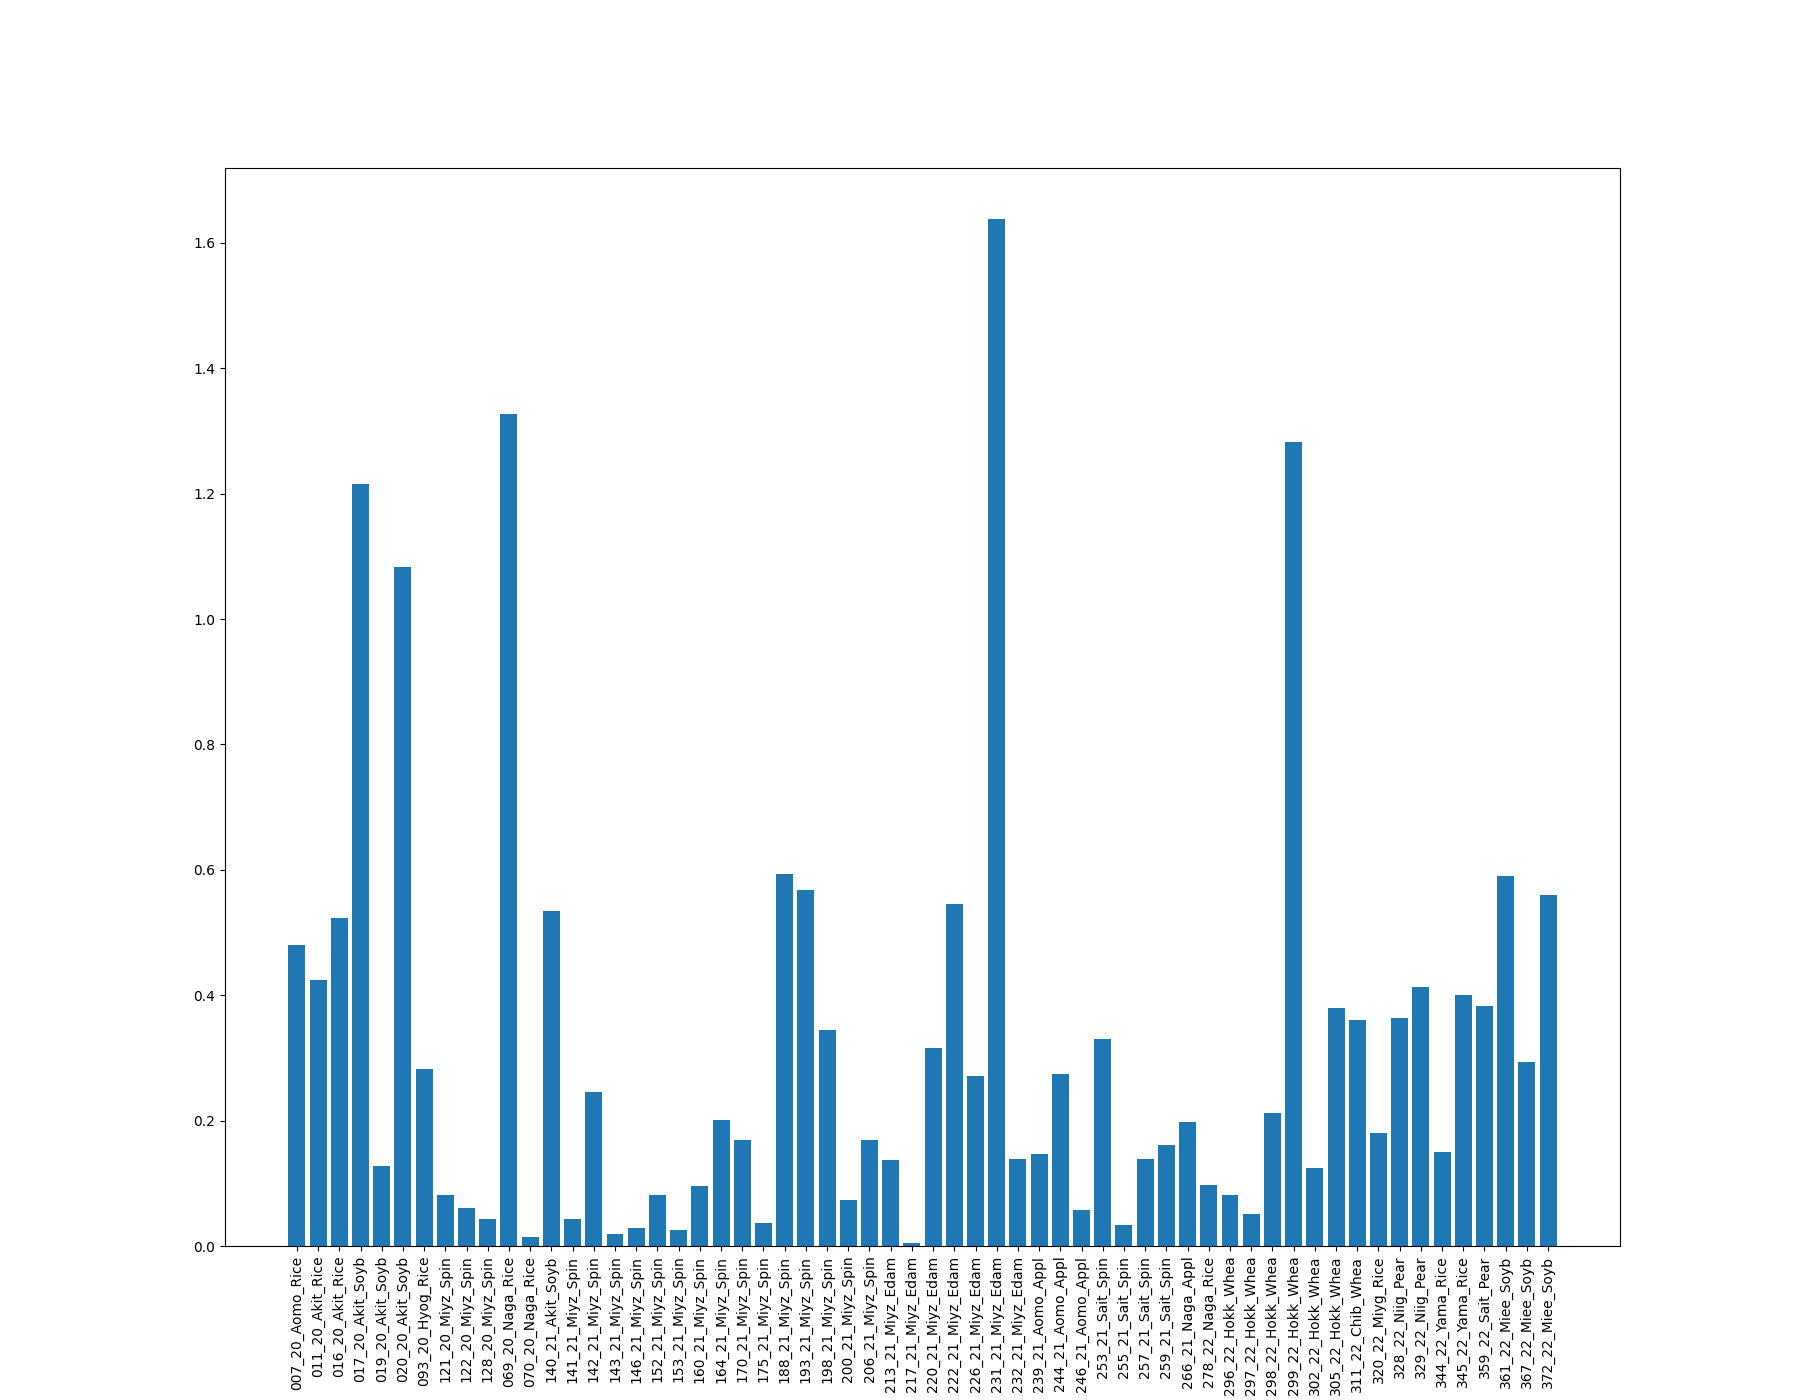 1.6
1.4
1.2
1.0
0.8
0.6
0.4
0.2
0.0
007_20_Aomo_Rice
011_20_Akit_Rice
016_20_Akit_Rice
017_20_Akit_Soyb
019_20_Akit_Soyb
020_20_Akit_Soyb
093_20_Hyog_Rice
121_20_Miyz_Spin
122_20_Miyz_Spin
128_20_Miyz_Spin
069_20_Naga_Rice
070_20_Naga_Rice
140_21_Akit_Soyb
141_21_Miyz_Spin
142_21_Miyz_Spin
143_21_Miyz_Spin
146_21_Miyz_Spin
152_21_Miyz_Spin
153_21_Miyz_Spin
160_21_Miyz_Spin
164_21_Miyz_Spin
170_21_Miyz_Spin
175_21_Miyz_Spin
188_21_Miyz_Spin
193_21_Miyz_Spin
198_21_Miyz_Spin
200_21_Miyz_Spin
206_21_Miyz_Spin
213_21_Miyz_Edam
217_21_Miyz_Edam
220_21_Miyz_Edam
222_21_Miyz_Edam
226_21_Miyz_Edam
231_21_Miyz_Edam
232_21_Miyz_Edam
239_21_Aomo_Appl
244_21_Aomo_Appl
246_21_Aomo_Appl
253_21_Sait_Spin
255_21_Sait_Spin
257_21_Sait_Spin
259_21_Sait_Spin
266_21_Naga_Appl
278_22_Naga_Rice
296_22_Hokk_Whea
297_22_Hokk_Whea
298_22_Hokk_Whea
299_22_Hokk_Whea
302_22_Hokk_Whea
305_22_Hokk_Whea
311_22_Chib_Whea
320_22_Miyg_Rice
328_22_Niig_Pear
329_22_Niig_Pear
344_22_Yama_Rice
345_22_Yama_Rice
359_22_Sait_Pear
361_22_Miee_Soyb
367_22_Miee_Soyb
372_22_Miee_Soyb